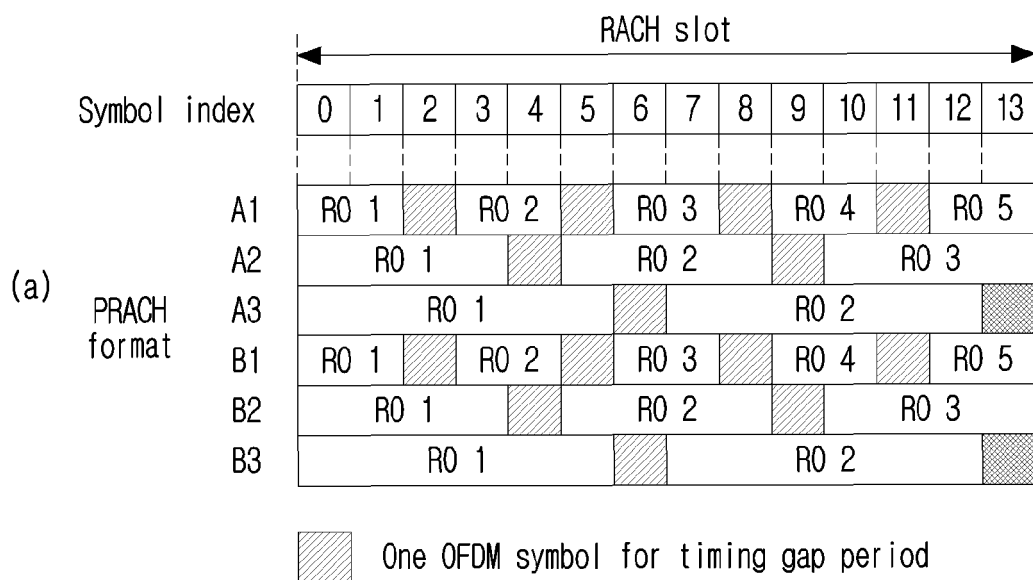 RACH slot
Symbol index 0 1 2 3 4 5 6 7 8 9 10 11 12 13
(a)
PRACH
format
A1 RO 1 RO 2 RO 3 RO 4 RO 5
A2 RO 1 RO 2 RO 3
A3 RO 1 RO 2
B1 RO 1 RO 2 RO 3 RO 4 RO 5
B2 RO 1 RO 2 RO 3
B3 RO 1 RO 2
One OFDM symbol for timing gap period